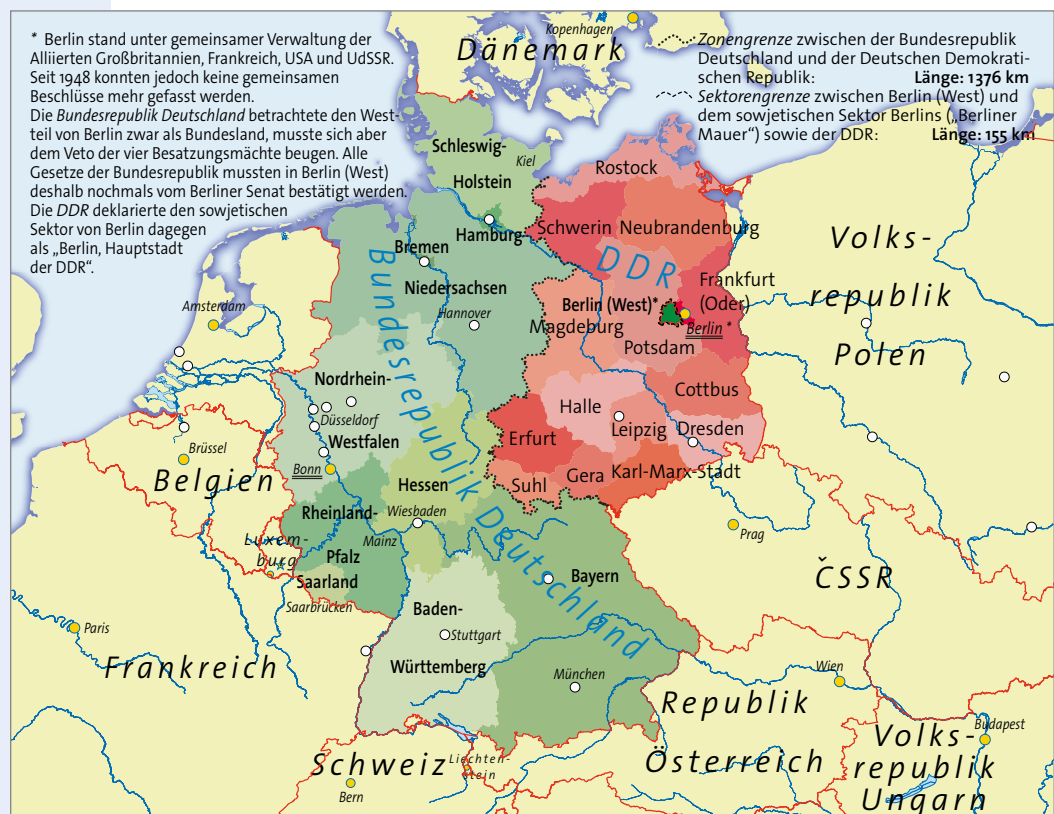 * Berlin stand unter gemeinsamer Verwaltung der
Alliierten Großbritannien, Frankreich, USA und UdSSR.
Seit 1948 konnten jedoch keine gemeinsamen
Beschlüsse mehr gefasst werden.
Die Bundesrepublik Deutschland betrachtete den West-
teil von Berlin zwar als Bundesland, musste sich aber
dem Veto der vier Besatzungsmächte beugen. Alle
Gesetze der Bundesrepublik mussten in Berlin (West)
deshalb nochmals vom Berliner Senat bestätigt werden.
Die DDR deklarierte den sowjetischen
Sektor von Berlin dagegen
als „Berlin, Hauptstadt
der DDR“.
Zonengrenze zwischen der Bundesrepublik
Deutschland und der Deutschen Demokrati-
schen Republik: Länge: 1376 km
Sektorengrenze zwischen Berlin (West) und
dem sowjetischen Sektor Berlins („Berliner
Mauer“) sowie der DDR: Länge: 155 km
Kopenhagen
Dänemark
Schleswig-
Kiel
Holstein
Hamburg
Bremen
Niedersachsen
Hannover
Bundesrepublik Deutschland
Nordrhein-
Düsseldorf
Westfalen
Bonn
Hessen
Wiesbaden
Rheinland-
Mainz
Pfalz
Saarland
Saarbrücken
Baden-
Stuttgart
Württemberg
Bayern
München
DDR
Rostock
Schwerin
Neubrandenburg
Frankfurt
(Oder)
Berlin (West)*
Berlin *
Magdeburg
Potsdam
Cottbus
Halle
Leipzig
Dresden
Erfurt
Gera
Karl-Marx-Stadt
Suhl
Volks-
republik
Polen
Amsterdam
Brüssel
Belgien
Luxem-
burg
Paris
Frankreich
Schweiz
Bern
Liechten-
stein
Prag
ČSSR
Wien
Republik
Österreich
Budapest
Volks-
republik
Ungarn